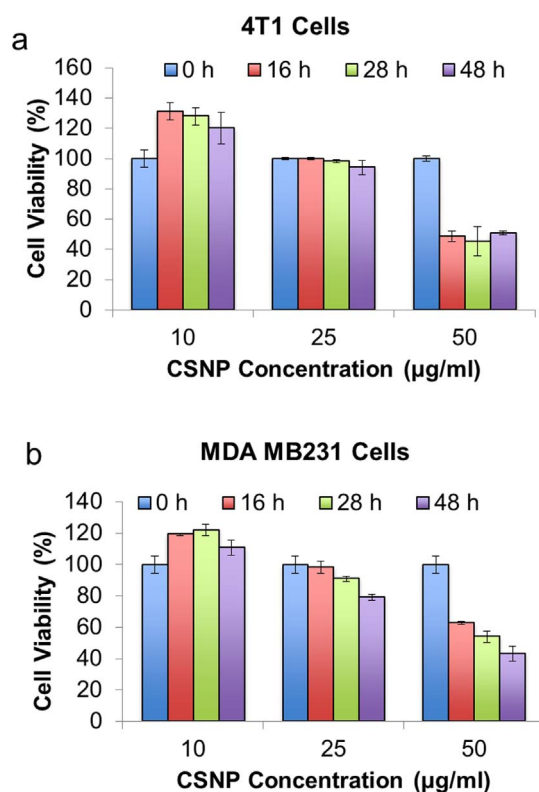 a
4T1 Cells
160
0 h 16 h 28 h 48 h
140
120
100
80
60
40
20
0
Cell Viability (%)
10 25 50
CSNP Concentration (µg/ml)
b
MDA MB231 Cells
140
0 h 16 h 28 h 48 h
120
100
80
60
40
20
0
Cell Viability (%)
10 25 50
CSNP Concentration (µg/ml)